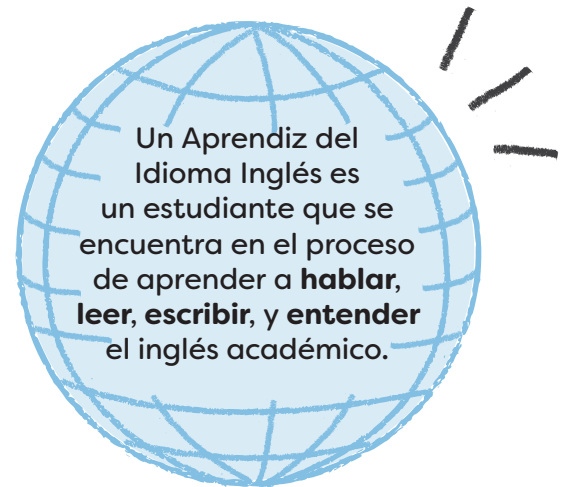 Un Aprendiz del
Idioma Inglés es
un estudiante que se
encuentra en el proceso
de aprender a hablar,
leer, escribir, y entender
el inglés académico.